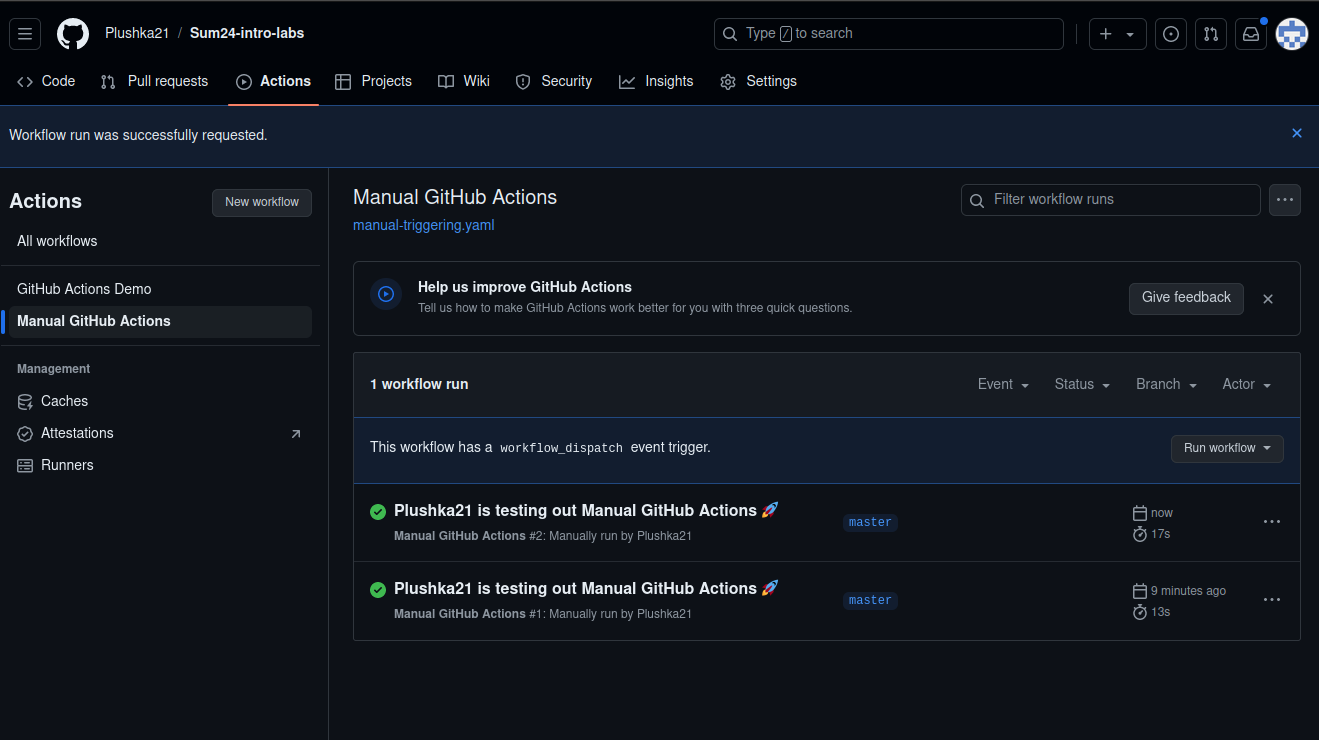 Plushka21 / Sum24-intro-labs
Type / to search
Code Pull requests Actions Projects Wiki Security Insights Settings
Workflow run was successfully requested.
Actions
New workflow
All workflows
GitHub Actions Demo
Manual GitHub Actions
Management
Caches
Attestations
Runners
Manual GitHub Actions
manual-triggering.yaml
Filter workflow runs
Help us improve GitHub Actions
Tell us how to make GitHub Actions work better for you with three quick questions.
Give feedback
1 workflow run
Event Status Branch Actor
This workflow has a workflow_dispatch event trigger.
Run workflow
Plushka21 is testing out Manual GitHub Actions 🚀
Manual GitHub Actions #2: Manually run by Plushka21
master
now
17s
Plushka21 is testing out Manual GitHub Actions 🚀
Manual GitHub Actions #1: Manually run by Plushka21
master
9 minutes ago
13s